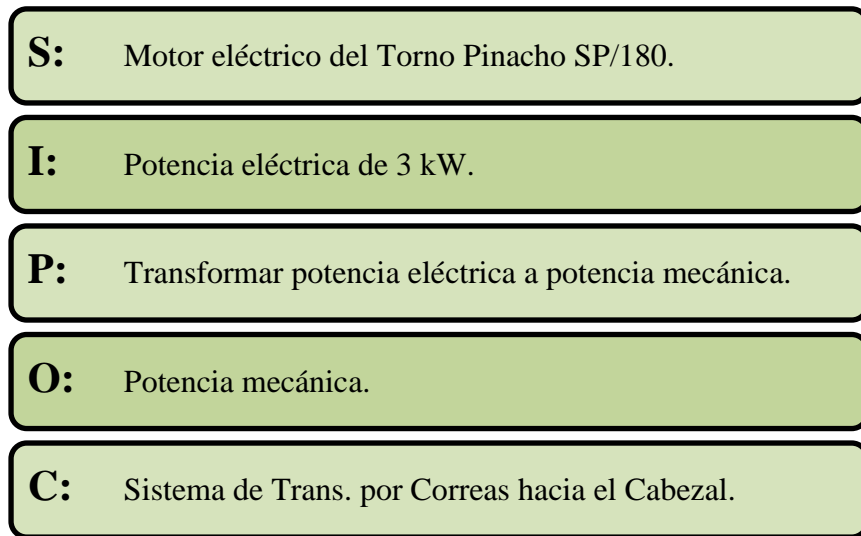 S: Motor eléctrico del Torno Pinacho SP/180.
I: Potencia eléctrica de 3 kW.
P: Transformar potencia eléctrica a potencia mecánica.
O: Potencia mecánica.
C: Sistema de Trans. por Correas hacia el Cabezal.